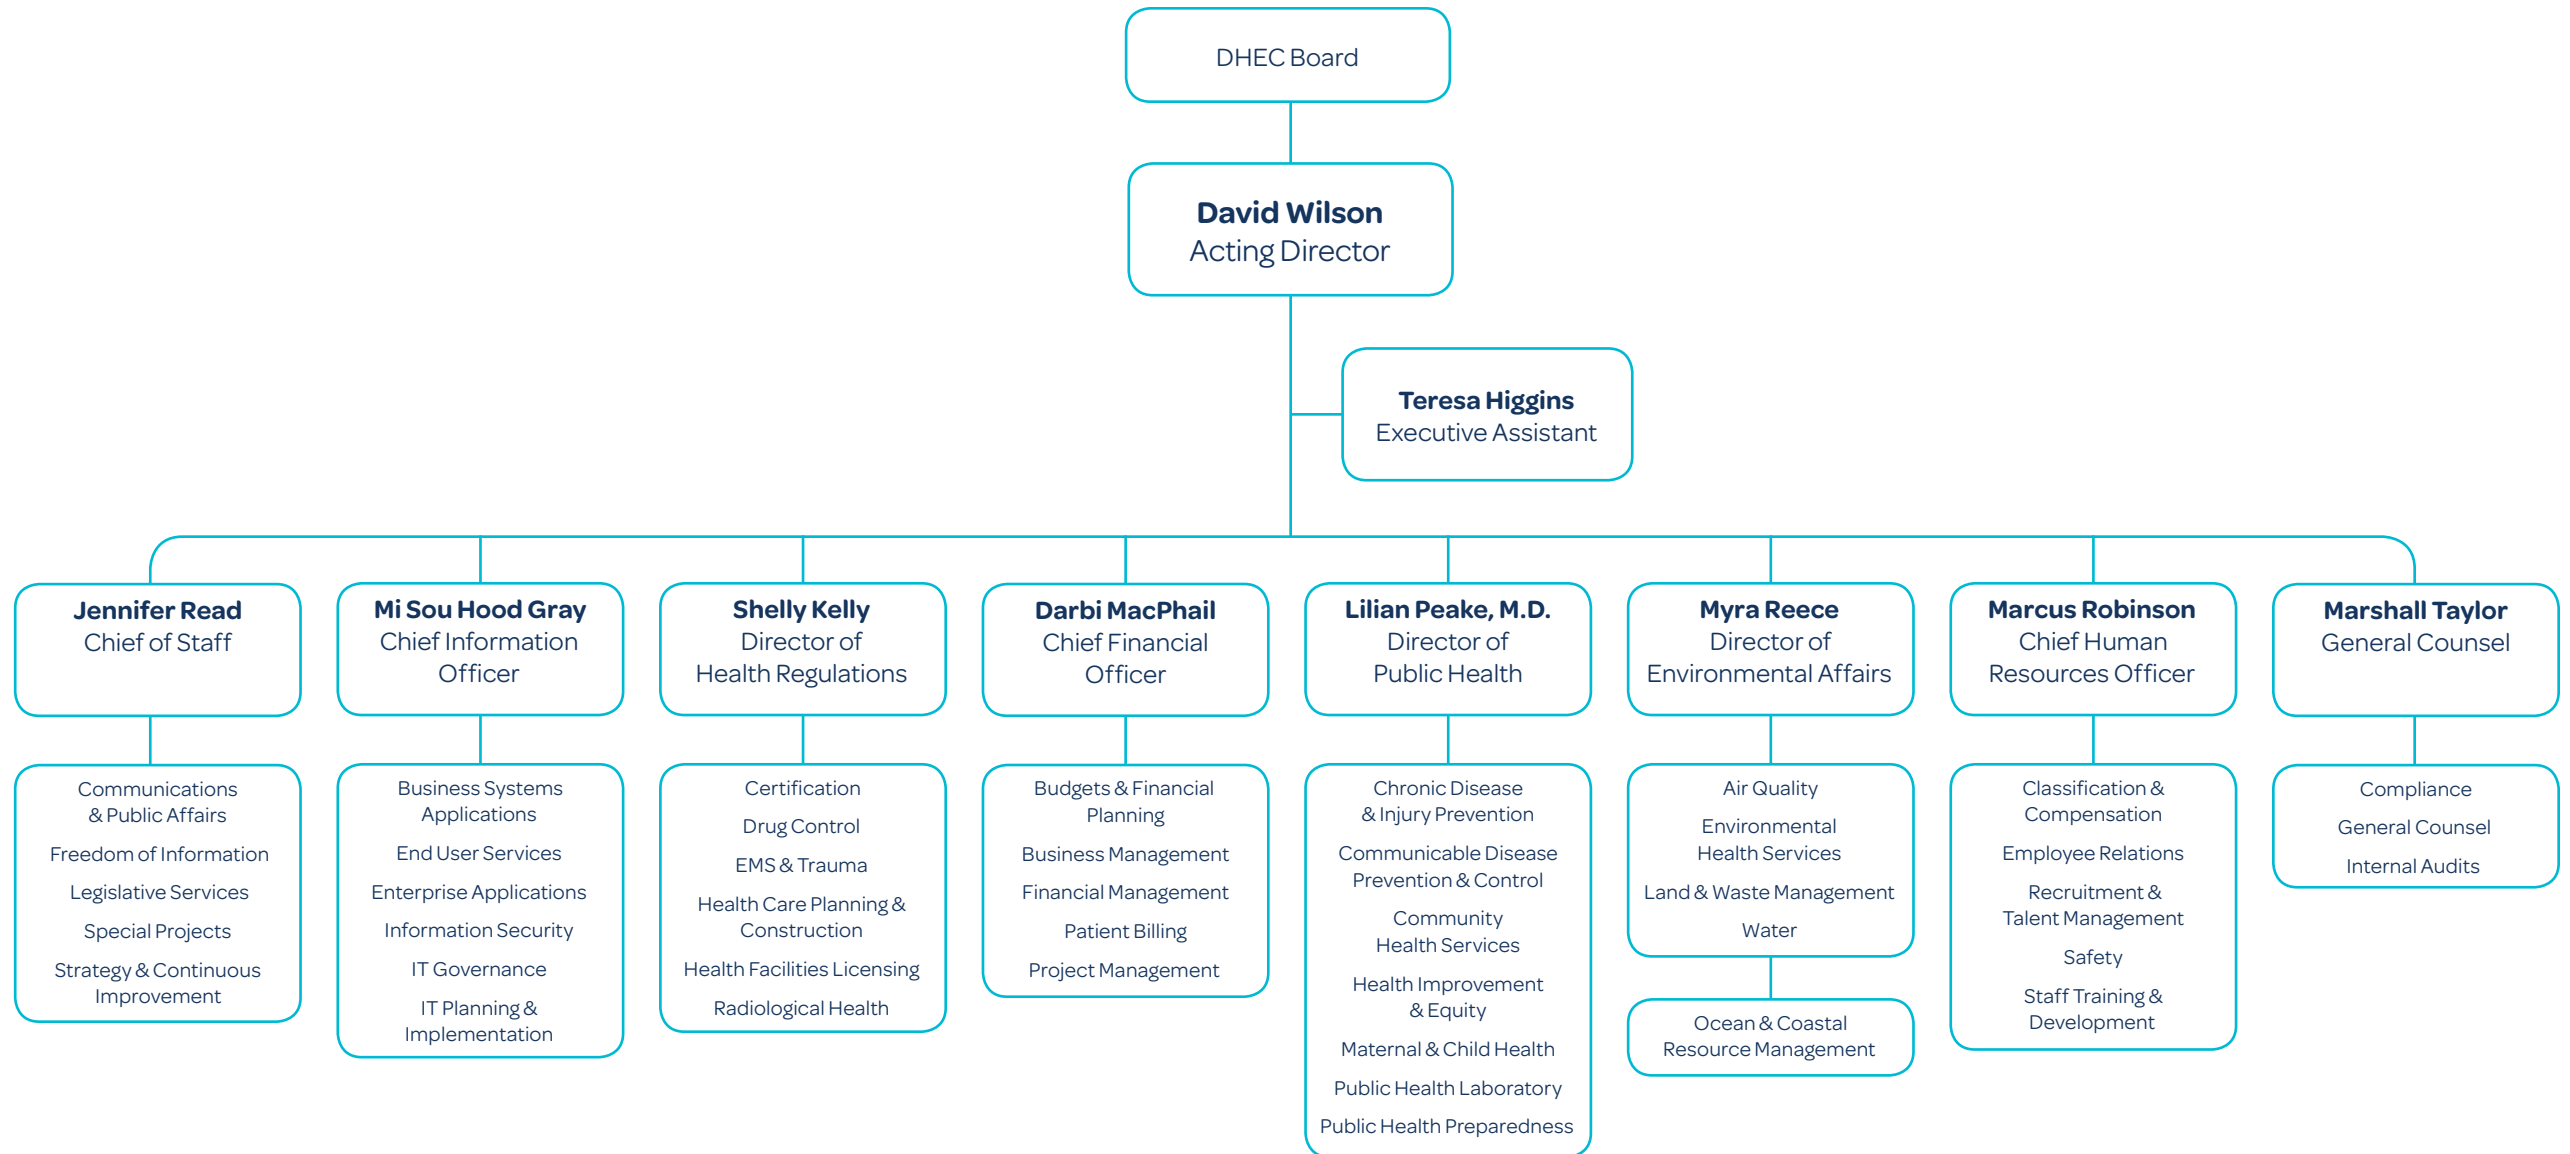 DHEC Board
David Wilson
Acting Director
Teresa Higgins
Executive Assistant
Jennifer Read
Chief of Staff
Communications
& Public Affairs
Freedom of Information
Legislative Services
Special Projects
Strategy & Continuous
Improvement
Mi Sou Hood Gray
Chief Information
Officer
Business Systems
Applications
End User Services
Enterprise Applications
Information Security
IT Governance
IT Planning &
Implementation
Shelly Kelly
Director of
Health Regulations
Certification
Drug Control
EMS & Trauma
Health Care Planning &
Construction
Health Facilities Licensing
Radiological Health
Darbi MacPhail
Chief Financial
Officer
Budgets & Financial
Planning
Business Management
Financial Management
Patient Billing
Project Management
Lilian Peake, M.D.
Director of
Public Health
Chronic Disease
& Injury Prevention
Communicable Disease
Prevention & Control
Community
Health Services
Health Improvement
& Equity
Maternal & Child Health
Public Health Laboratory
Public Health Preparedness
Myra Reece
Director of
Environmental Affairs
Air Quality
Environmental
Health Services
Land & Waste Management
Water
Ocean & Coastal
Resource Management
Marcus Robinson
Chief Human
Resources Officer
Classification &
Compensation
Employee Relations
Recruitment &
Talent Management
Safety
Staff Training &
Development
Marshall Taylor
General Counsel
Compliance
General Counsel
Internal Audits